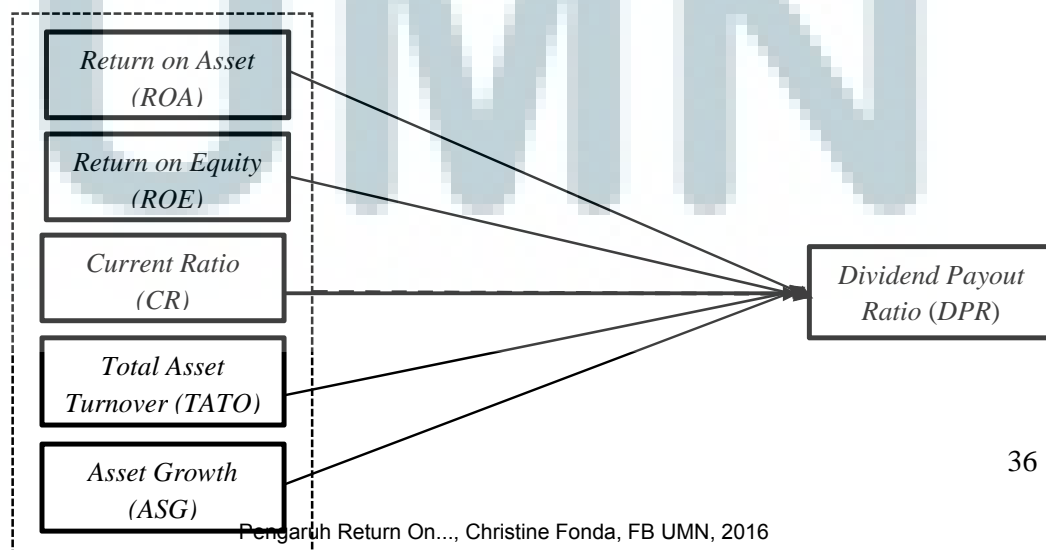 UMN
Return on Asset
(ROA)
Return on Equity
(ROE)
Current Ratio
(CR)
Total Asset
Turnover (TATO)
Asset Growth
(ASG)
Dividend Payout
Ratio (DPR)
36
Pengaruh Return On..., Christine Fonda, FB UMN, 2016